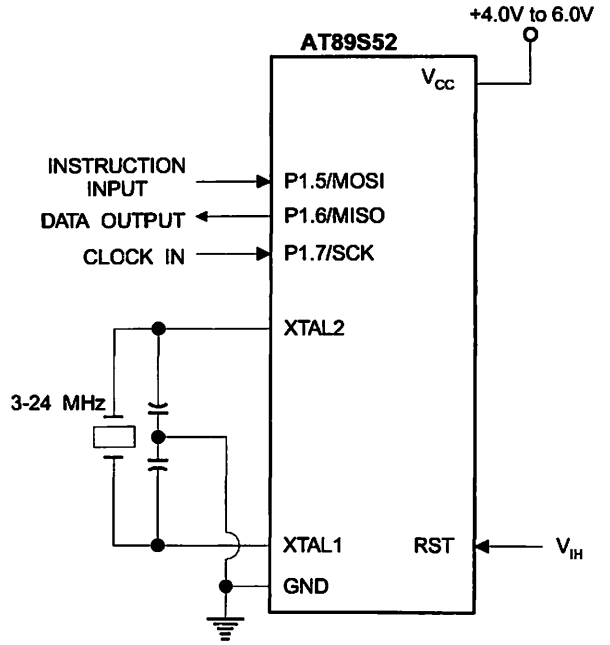 +4.0V to 6.0V
AT89S52
VCC
INSTRUCTION
INPUT
P1.5/MOSI
DATA OUTPUT
P1.6/MISO
CLOCK IN
P1.7/SCK
XTAL2
3-24 MHz
XTAL1
RST
VIH
GND